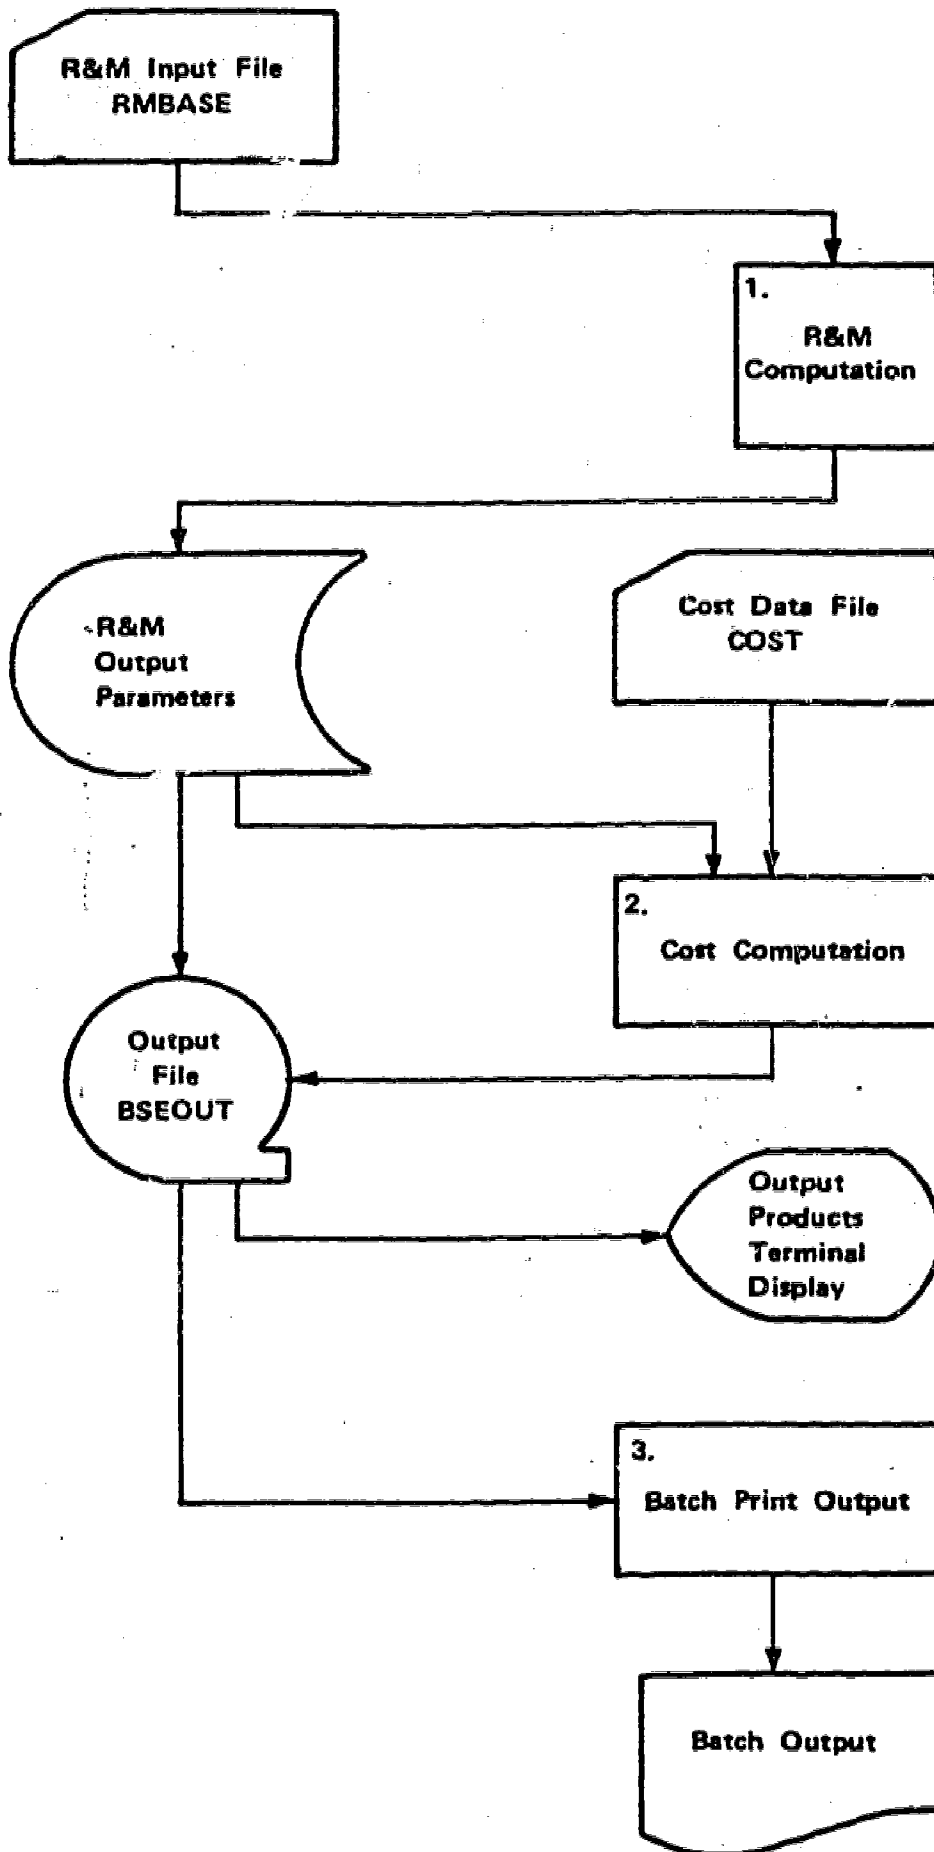 R&M Input File
RMBASE
1.
R&M
Computation
R&M
Output
Parameters
Cost Data File
COST
2.
Cost Computation
Output
File
BSEOUT
Output
Products
Terminal
Display
3.
Batch Print Output
Batch Output